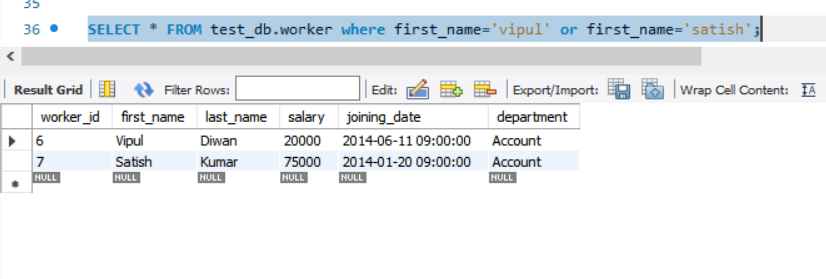 35
36 SELECT * FROM test_db.worker where first_name='vipul' or first_name='satish';
Result Grid Filter Rows: Edit: Export/Import: Wrap Cell Content: IA
worker_id first_name last_name salary joining_date department
6 Vipul Diwan 20000 2014-06-11 09:00:00 Account
7 Satish Kumar 75000 2014-01-20 09:00:00 Account
NULL NULL NULL NULL NULL NULL